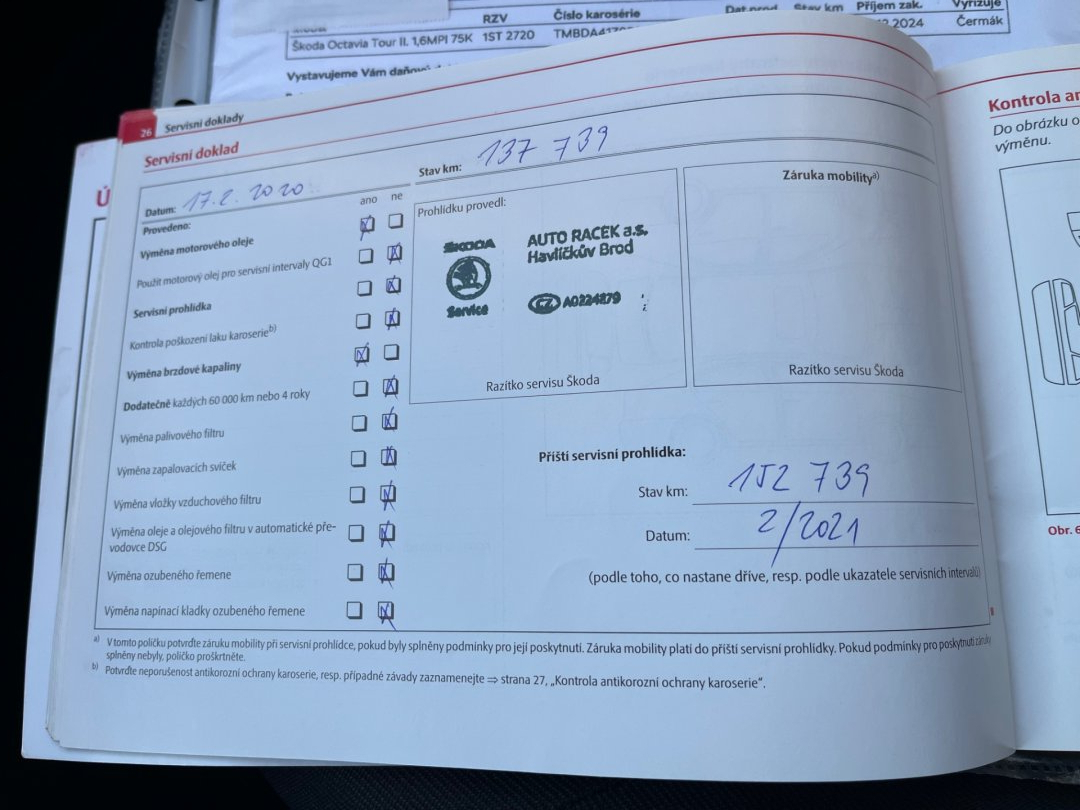 RZV Číslo karosérie Dat.prod Stav km Příjem zak. Vyřizuje
Škoda Octavia Tour II. 1,6MPI 75K 1ST 2720 2024 Čermák
Vystavujeme Vám daňový
26 Servisní doklady
Servisní doklad
Datum: 17.2. 2020 Stav km: 137 739
Provedeno: ano ne
Výměna motorového oleje
Použit motorový olej pro servisní intervaly QG1
Servisní prohlídka
Kontrola poškození laku karoserie b)
Výměna brzdové kapaliny
Dodatečně každých 60 000 km nebo 4 roky
Výměna palivového filtru
Výměna zapalovacích svíček
Výměna vložky vzduchového filtru
Výměna oleje a olejového filtru v automatické pře-
vodovce DSG
Výměna ozubeného řemene
Výměna napínací kladky ozubeného řemene
Prohlídku provedl:
ŠKODA
Service
AUTO RACEK a.s.
Havlíčkův Brod
CZ A0224879
Razítko servisu Škoda
Záruka mobility a)
Razítko servisu Škoda
Příští servisní prohlídka:
Stav km: 152 739
Datum: 2/2021
(podle toho, co nastane dříve, resp. podle ukazatele servisních intervalů)
a) V tomto políčku potvrďte záruku mobility při servisní prohlídce, pokud byly splněny podmínky pro její poskytnutí. Záruka mobility platí do příští servisní prohlídky. Pokud podmínky pro poskytnutí záruky
splněny nebyly, políčko proškrtněte.
b) Potvrďte neporušenost antikorozní ochrany karoserie, resp. případné závady zaznamenejte ⇒ strana 27, „Kontrola antikorozní ochrany karoserie“.
Kontrola
Do obrázku
výměnu.
Obr.